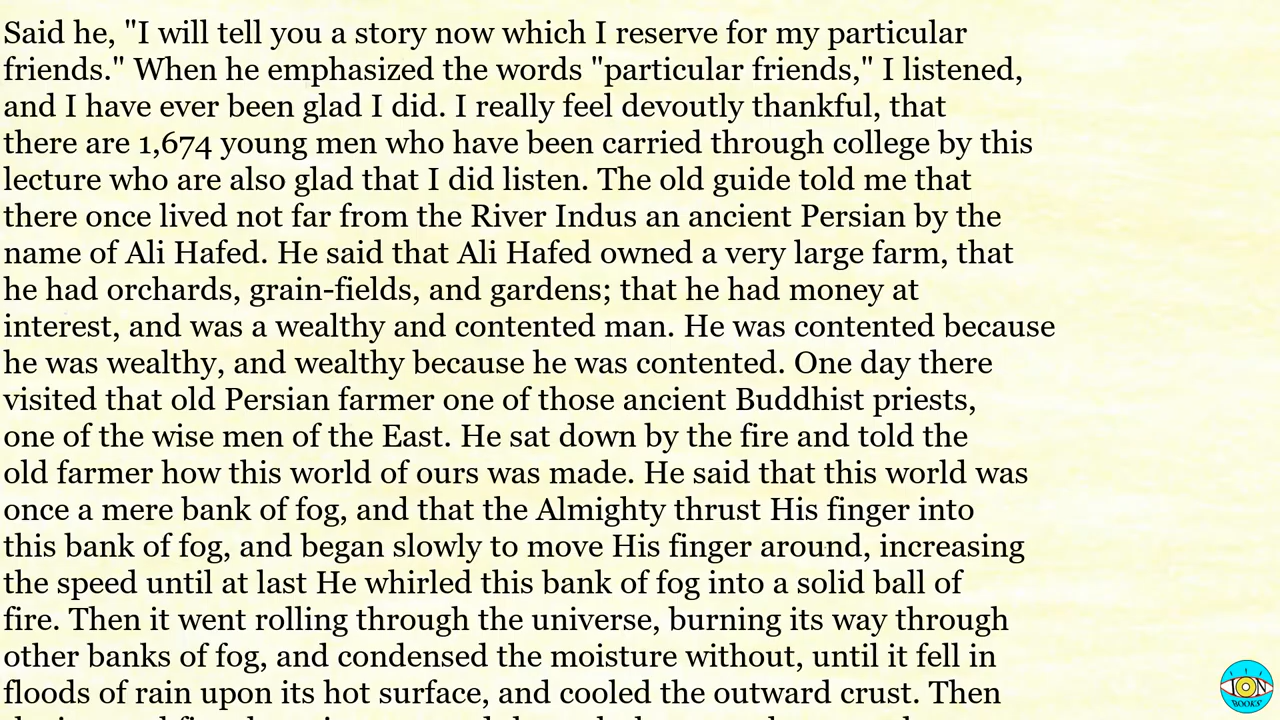 Said he, "I will tell you a story now which I reserve for my particular
friends." When he emphasized the words "particular friends," I listened,
and I have ever been glad I did. I really feel devoutly thankful, that
there are 1,674 young men who have been carried through college by this
lecture who are also glad that I did listen. The old guide told me that
there once lived not far from the River Indus an ancient Persian by the
name of Ali Hafed. He said that Ali Hafed owned a very large farm, that
he had orchards, grain-fields, and gardens; that he had money at
interest, and was a wealthy and contented man. He was contented because
he was wealthy, and wealthy because he was contented. One day there
visited that old Persian farmer one of those ancient Buddhist priests,
one of the wise men of the East. He sat down by the fire and told the
old farmer how this world of ours was made. He said that this world was
once a mere bank of fog, and that the Almighty thrust His finger into
this bank of fog, and began slowly to move His finger around, increasing
the speed until at last He whirled this bank of fog into a solid ball of
fire. Then it went rolling through the universe, burning its way through
other banks of fog, and condensed the moisture without, until it fell in
floods of rain upon its hot surface, and cooled the outward crust. Then
ION
BOOKS